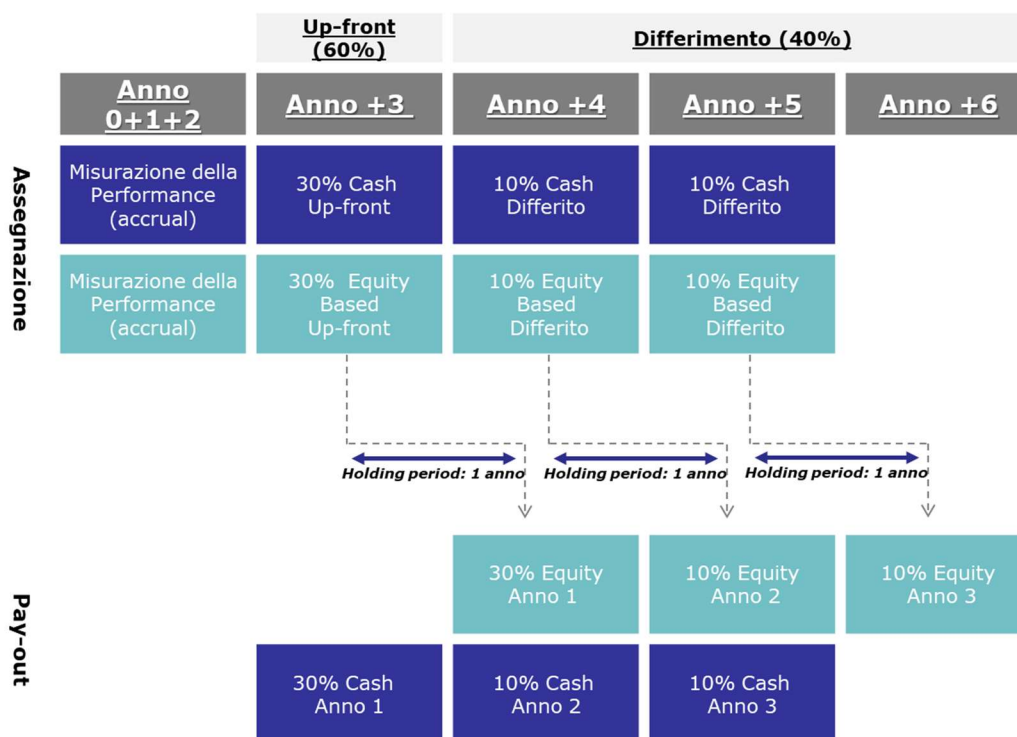 Up-front
(60%)
Differimento (40%)
Anno
0+1+2
Anno +3
Anno +4
Anno +5
Anno +6
Assegnazione
Misurazione della
Performance
(accrual)
30% Cash
Up-front
10% Cash
Differito
10% Cash
Differito
Misurazione della
Performance
(accrual)
30% Equity
Based
Up-front
10% Equity
Based
Differito
10% Equity
Based
Differito
Holding period: 1 anno
Holding period: 1 anno
Holding period: 1 anno
Pay-out
30% Equity
Anno 1
10% Equity
Anno 2
10% Equity
Anno 3
30% Cash
Anno 1
10% Cash
Anno 2
10% Cash
Anno 3